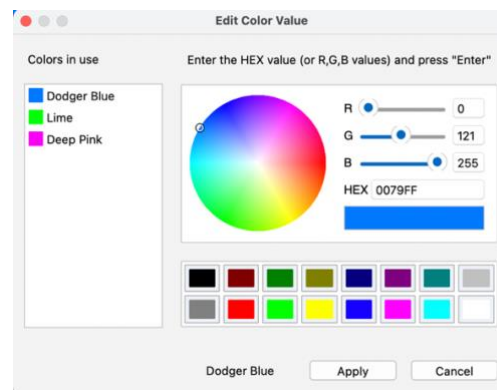 Edit Color Value
Colors in use
Enter the HEX value (or R,G,B values) and press "Enter"
Dodger Blue
Lime
Deep Pink
R 0
G 121
B 255
HEX 0079FF
Dodger Blue Apply Cancel